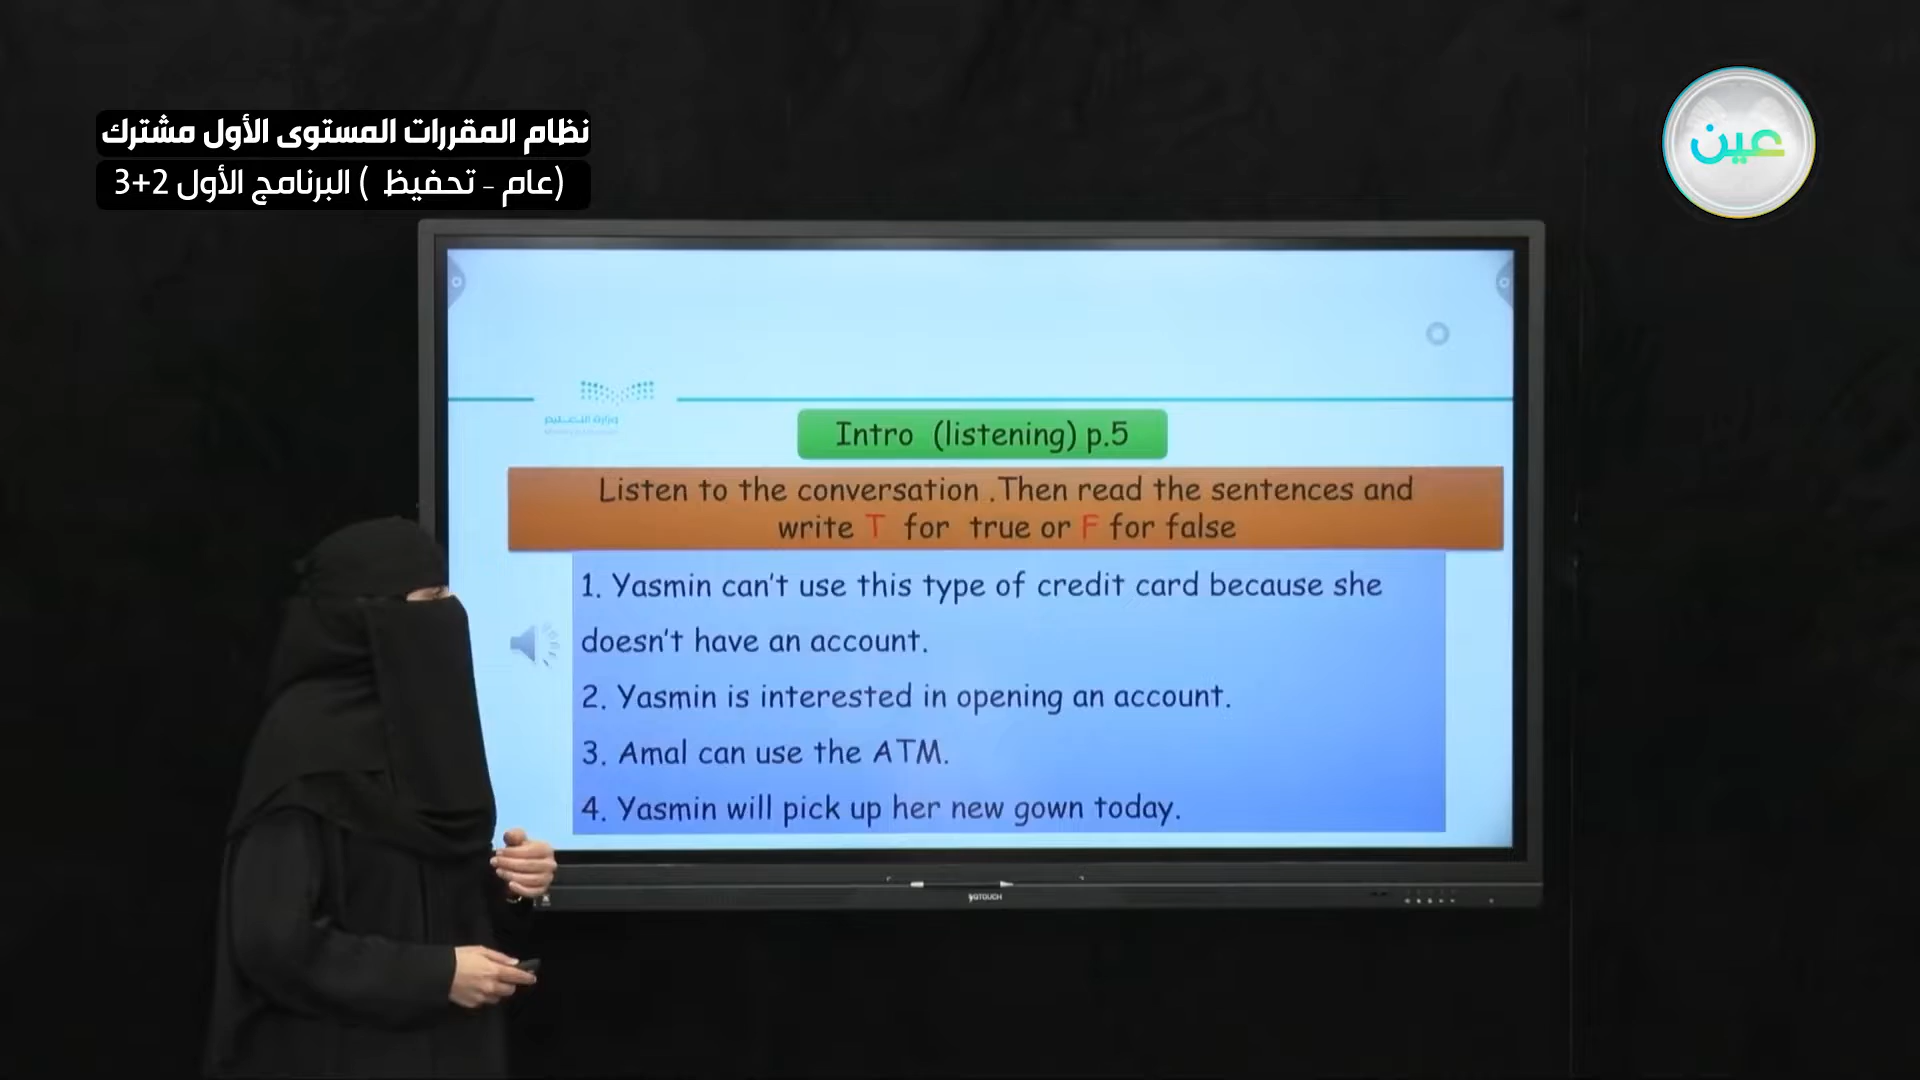 نظام المقررات المستوى الأول مشترك
(عام - تحفيظ ) البرنامج الأول 2+3
عين
وزارة التعليم
Intro (listening) p.5
Listen to the conversation .Then read the sentences and
write T for true or F for false
1. Yasmin can't use this type of credit card because she
doesn't have an account.
2. Yasmin is interested in opening an account.
3. Amal can use the ATM.
4. Yasmin will pick up her new gown today.